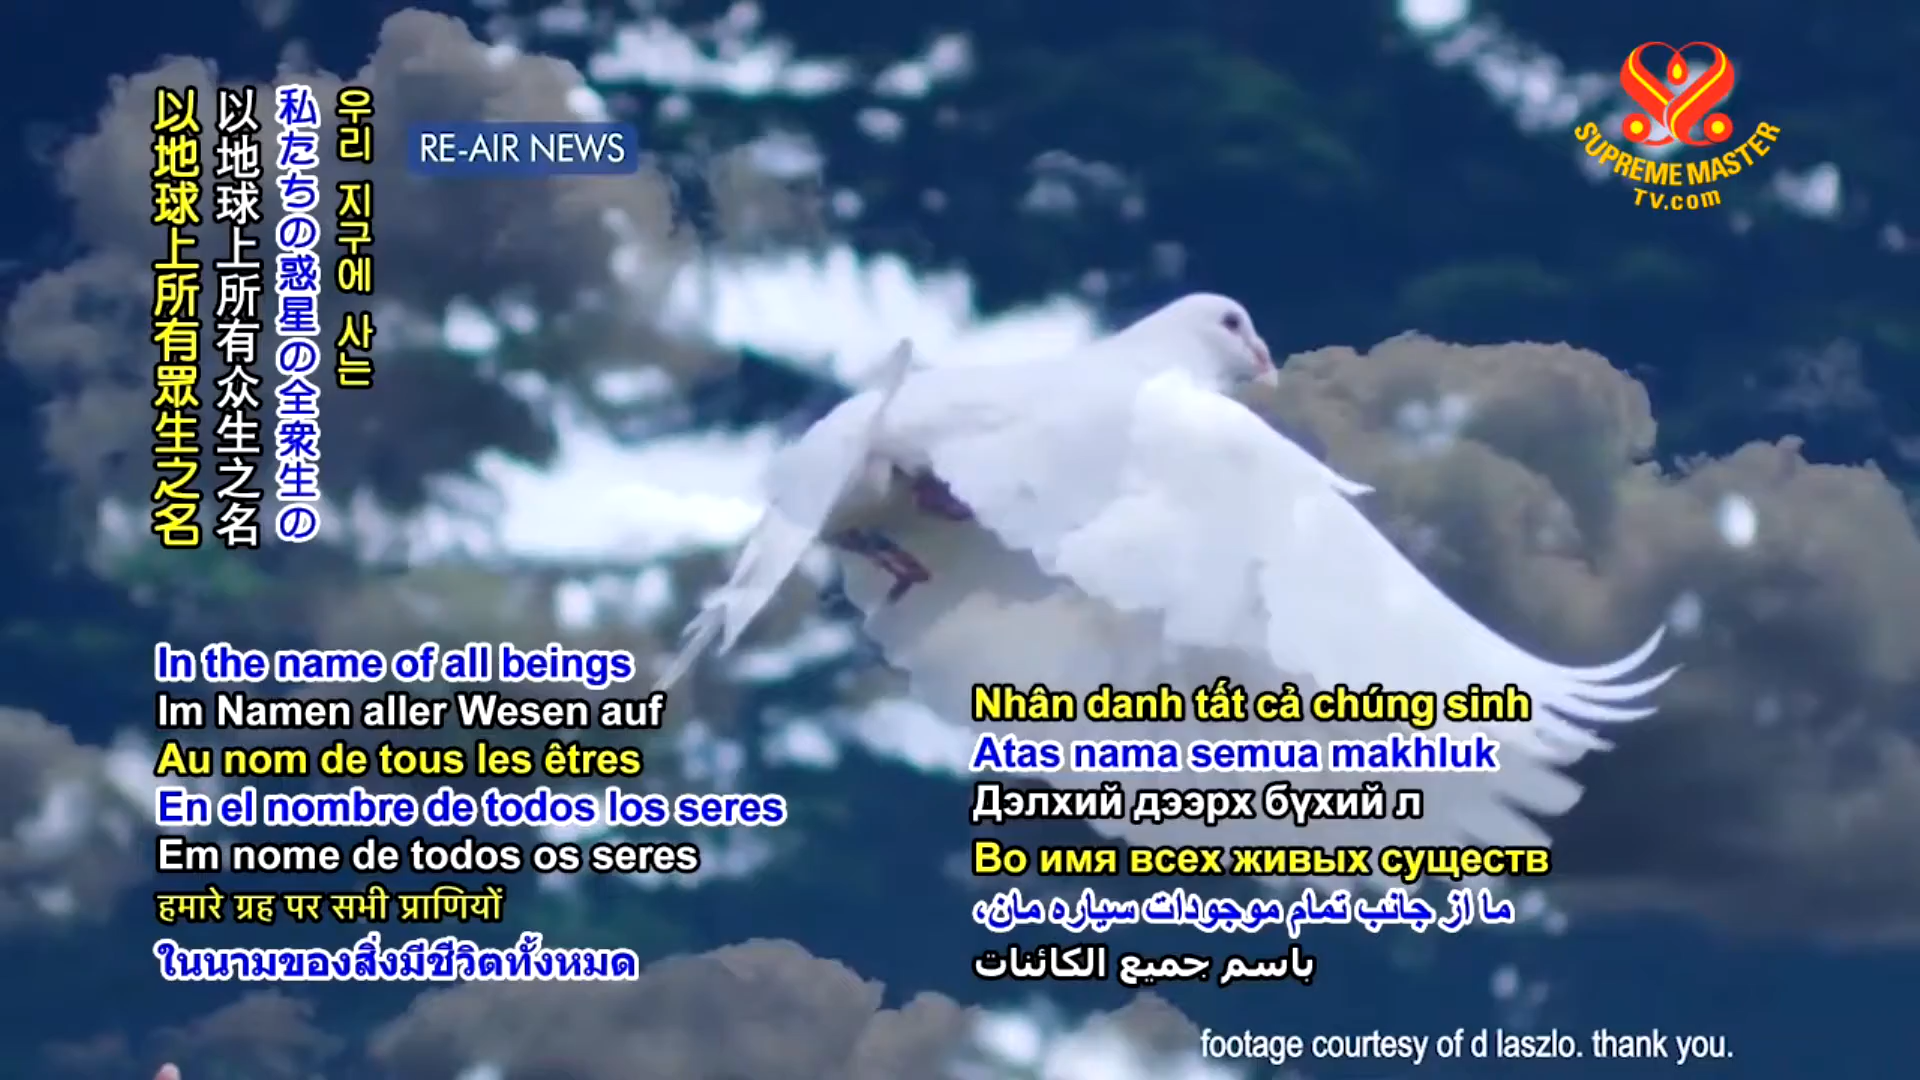 以地球上所有眾生之名
以地球上所有众生之名
私たちの惑星の全衆生の
우리 지구에 사는
RE-AIR NEWS
SUPREME MASTER
TV.com
In the name of all beings
Im Namen aller Wesen auf
Au nom de tous les êtres
En el nombre de todos los seres
Em nome de todos os seres
हमारे ग्रह पर सभी प्राणियों
ในนามของสิ่งมีชีวิตทั้งหมด
Nhân danh tất cả chúng sinh
Atas nama semua makhluk
Дэлхий дээрх бүхий л
Во имя всех живых существ
ما از جانب تمام موجودات سیاره مان،
باسم جميع الكائنات
footage courtesy of d laszlo. thank you.